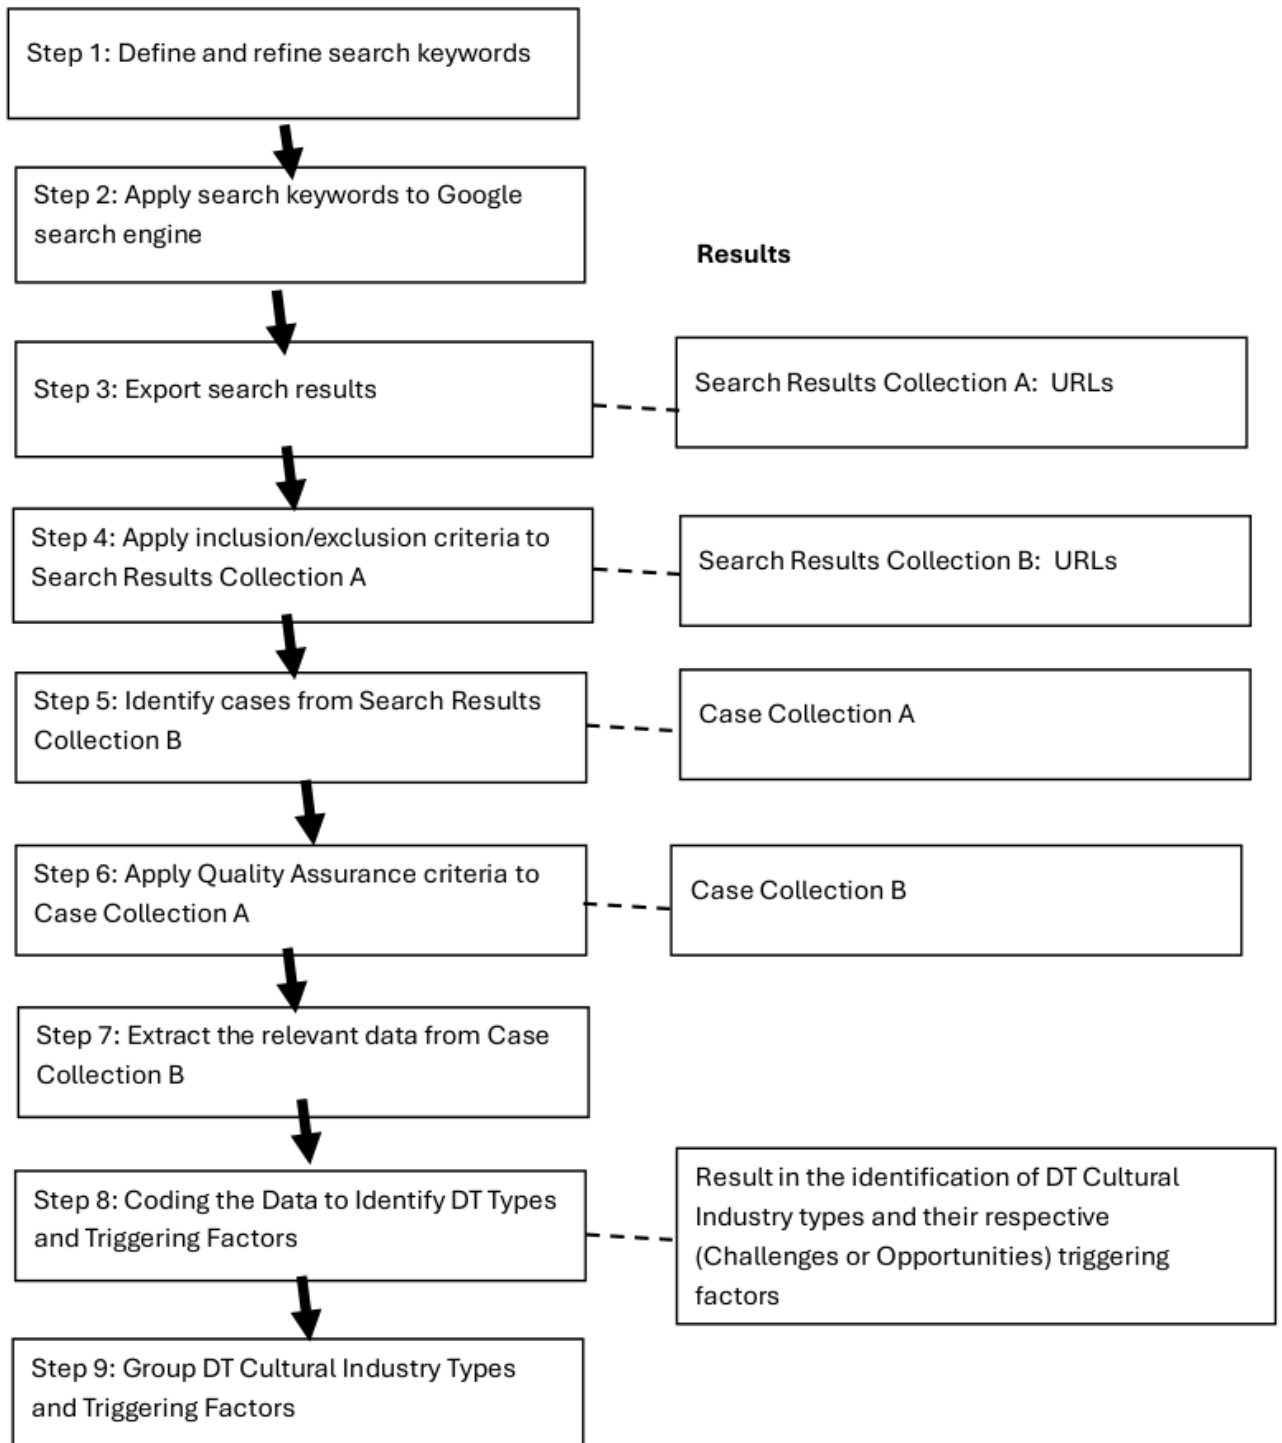 Step 1: Define and refine search keywords
Step 2: Apply search keywords to Google
search engine
Results
Step 3: Export search results
Search Results Collection A:  URLs
Step 4: Apply inclusion/exclusion criteria to
Search Results Collection A
Search Results Collection B:  URLs
Step 5: Identify cases from Search Results
Collection B
Case Collection A
Step 6: Apply Quality Assurance criteria to
Case Collection A
Case Collection B
Step 7: Extract the relevant data from Case
Collection B
Step 8: Coding the Data to Identify DT Types
and Triggering Factors
Result in the identification of DT Cultural
Industry types and their respective
(Challenges or Opportunities) triggering
factors
Step 9: Group DT Cultural Industry Types
and Triggering Factors